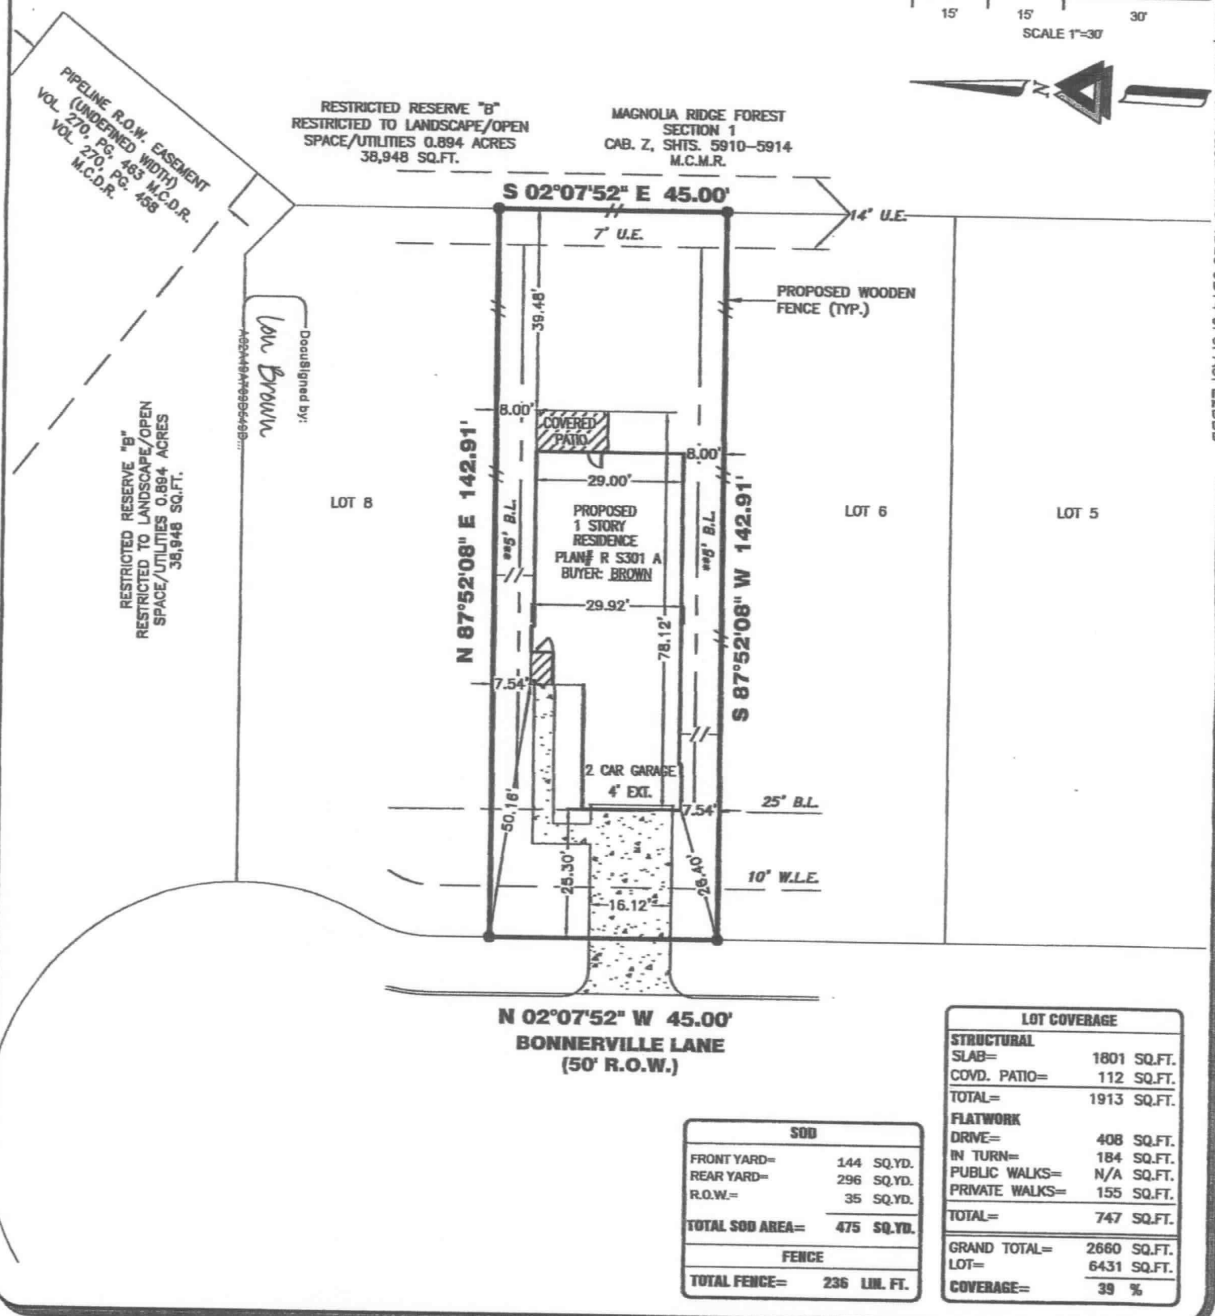 15'
15'
30'
SCALE 1"=30'
N
PIPELINE R.O.W. EASEMENT
(UNDEFINED WIDTH)
VOL. 270, PG. 463 M.C.D.R.
VOL. 270, PG. 458
M.C.D.R.
RESTRICTED RESERVE "B"
RESTRICTED TO LANDSCAPE/OPEN
SPACE/UTILITIES 0.894 ACRES
38,948 SQ.FT.
MAGNOLIA RIDGE FOREST
SECTION 1
CAB. Z, SHTS. 5910-5914
M.C.M.R.
S 02°07'52" E 45.00'
14' U.E.
7' U.E.
39.48'
PROPOSED WOODEN
FENCE (TYP.)
DocuSigned by:
Lon Brown
RESTRICTED RESERVE "B"
RESTRICTED TO LANDSCAPE/OPEN
SPACE/UTILITIES 0.894 ACRES
38,948 SQ.FT.
LOT 8
N 87°52'08" E 142.91'
8.00'
COVERED
PATIO
8.00'
29.00'
**5' B.L.
PROPOSED
1 STORY
RESIDENCE
PLAN# R S301 A
BUYER: BROWN
**5' B.L.
S 87°52'08" W 142.91'
LOT 6
LOT 5
29.92'
78.12'
7.54'
2 CAR GARAGE
4' EXT.
50.16'
7.54'
25' B.L.
25.30'
26.40'
10' W.L.E.
16.12'
N 02°07'52" W 45.00'
BONNERVILLE LANE
(50' R.O.W.)
SOD
FRONT YARD= 144 SQ.YD.
REAR YARD= 296 SQ.YD.
R.O.W.= 35 SQ.YD.
TOTAL SOD AREA= 475 SQ.YD.
FENCE
TOTAL FENCE= 236 LIN. FT.
LOT COVERAGE
STRUCTURAL
SLAB= 1801 SQ.FT.
COVD. PATIO= 112 SQ.FT.
TOTAL= 1913 SQ.FT.
FLATWORK
DRIVE= 408 SQ.FT.
IN TURN= 184 SQ.FT.
PUBLIC WALKS= N/A SQ.FT.
PRIVATE WALKS= 155 SQ.FT.
TOTAL= 747 SQ.FT.
GRAND TOTAL= 2660 SQ.FT.
LOT= 6431 SQ.FT.
COVERAGE= 39 %